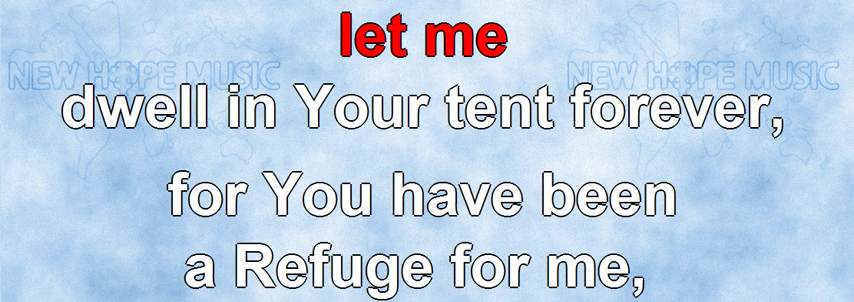 let me
NEW HOPE MUSIC NEW HOPE MUSIC
dwell in Your tent forever,
for You have been
a Refuge for me,